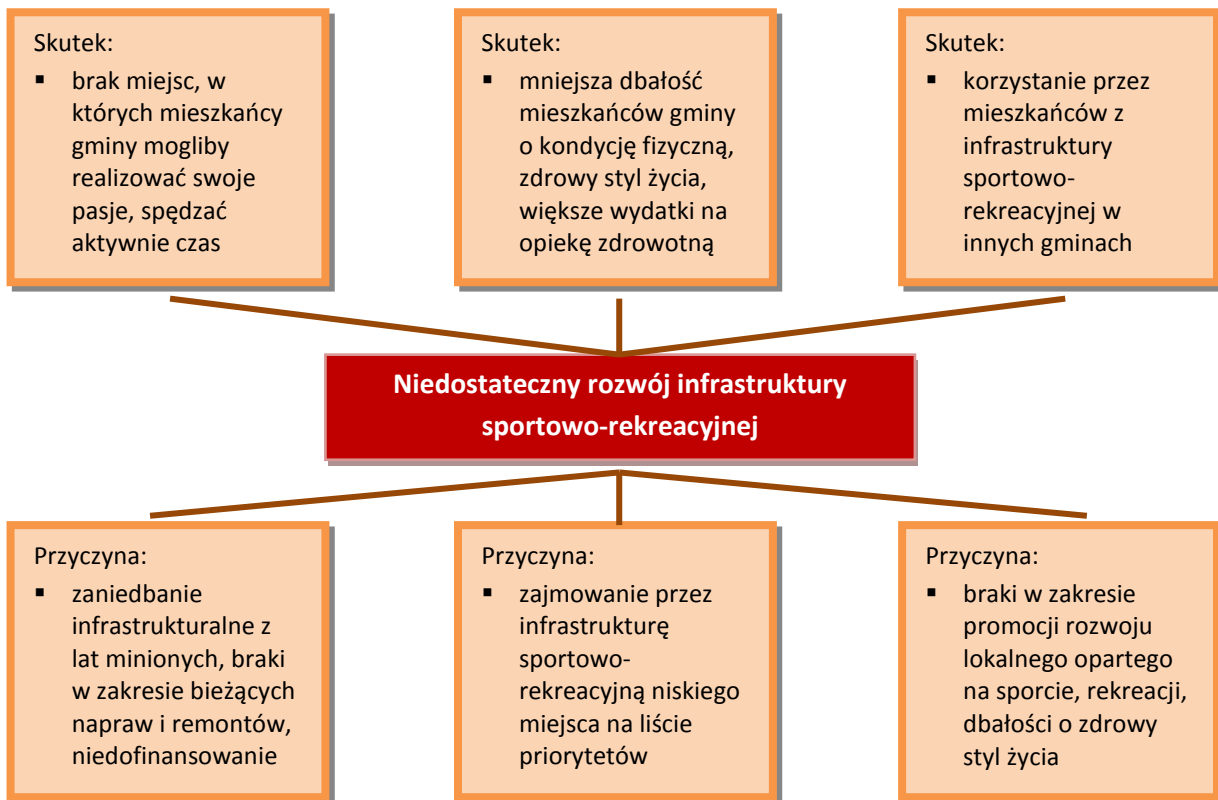 Skutek:
▪ brak miejsc, w
których mieszkańcy
gminy mogliby
realizować swoje
pasje, spędzać
aktywnie czas
Skutek:
▪ mniejsza dbałość
mieszkańców gminy
o kondycję fizyczną,
zdrowy styl życia,
większe wydatki na
opiekę zdrowotną
Skutek:
▪ korzystanie przez
mieszkańców z
infrastruktury
sportowo-
rekreacyjnej w
innych gminach
Niedostateczny rozwój infrastruktury
sportowo-rekreacyjnej
Przyczyna:
▪ zaniedbanie
infrastrukturalne z
lat minionych, braki
w zakresie bieżących
napraw i remontów,
niedofinansowanie
Przyczyna:
▪ zajmowanie przez
infrastrukturę
sportowo-
rekreacyjną niskiego
miejsca na liście
priorytetów
Przyczyna:
▪ braki w zakresie
promocji rozwoju
lokalnego opartego
na sporcie, rekreacji,
dbałości o zdrowy
styl życia